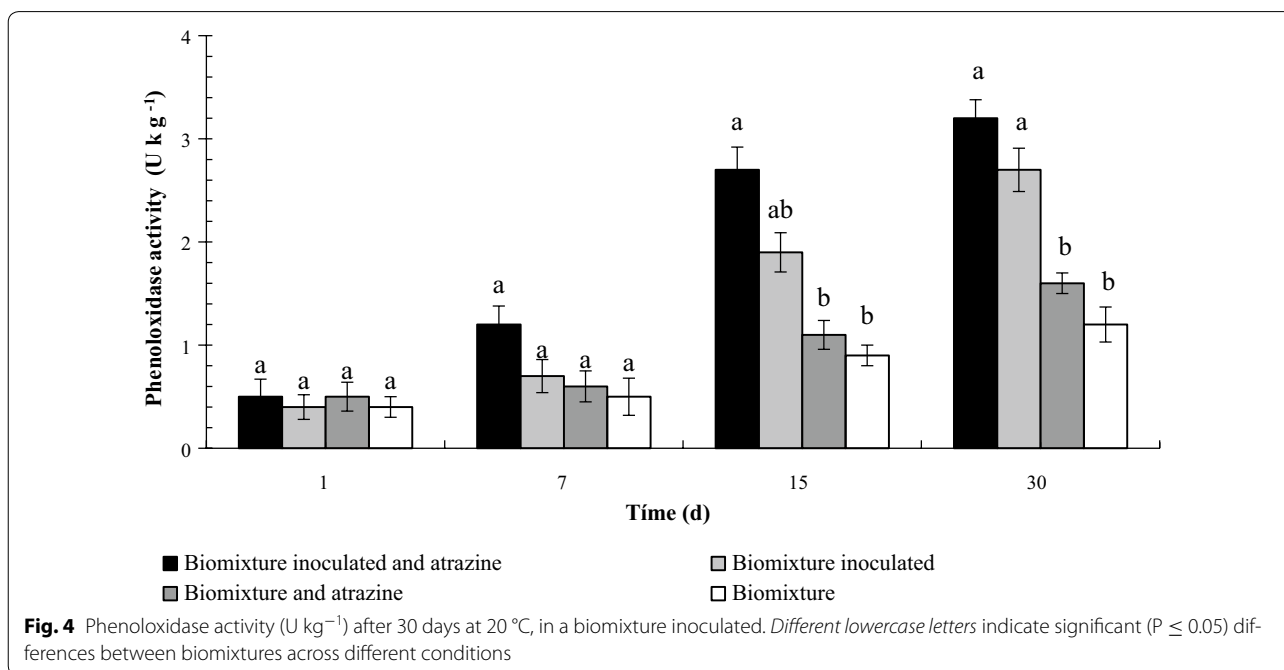 4
3
2
1
0
Phenoloxidase activity (U k g⁻¹)
a
a
a
a
a
a
a
a
a
ab
b
b
a
a
b
b
1 7 15 30
Tíme (d)
Biomixture inoculated and atrazine Biomixture inoculated
Biomixture and atrazine Biomixture
Fig. 4 Phenoloxidase activity (U kg⁻¹) after 30 days at 20 °C, in a biomixture inoculated. Different lowercase letters indicate significant (P ≤ 0.05) dif-
ferences between biomixtures across different conditions